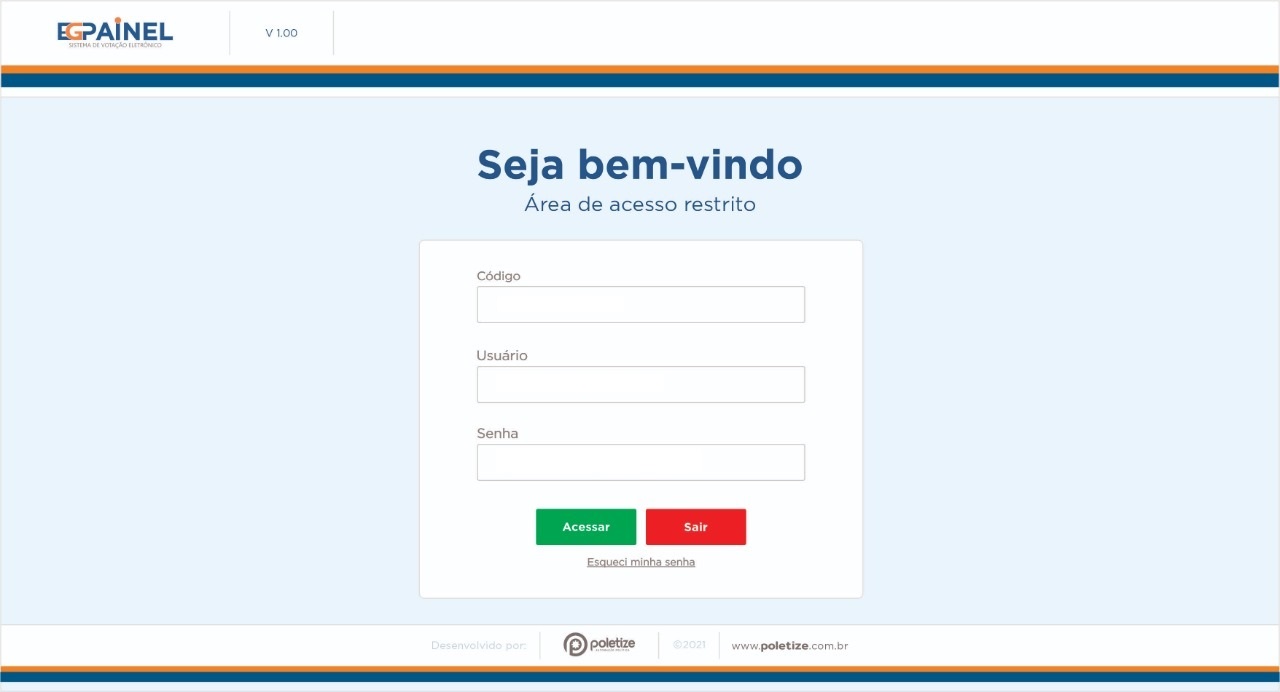 EGPAINEL
SISTEMA DE VOTAÇÃO ELETRÔNICO
V 1.00
Seja bem-vindo
Área de acesso restrito
Código
Usuário
Senha
Acessar
Sair
Esqueci minha senha
Desenvolvido por:
poletize
©2021
www.poletize.com.br